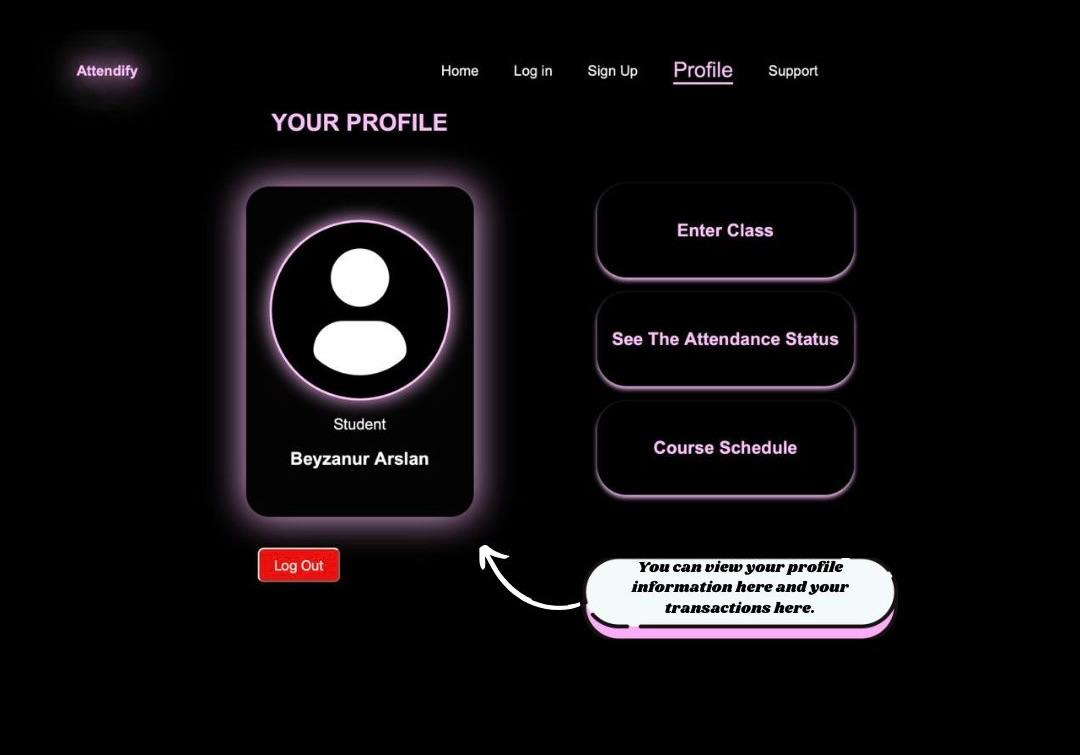 Attendify
Home Log in Sign Up Profile Support
YOUR PROFILE
Student
Beyzanur Arslan
Log Out
Enter Class
See The Attendance Status
Course Schedule
You can view your profile
information here and your
transactions here.